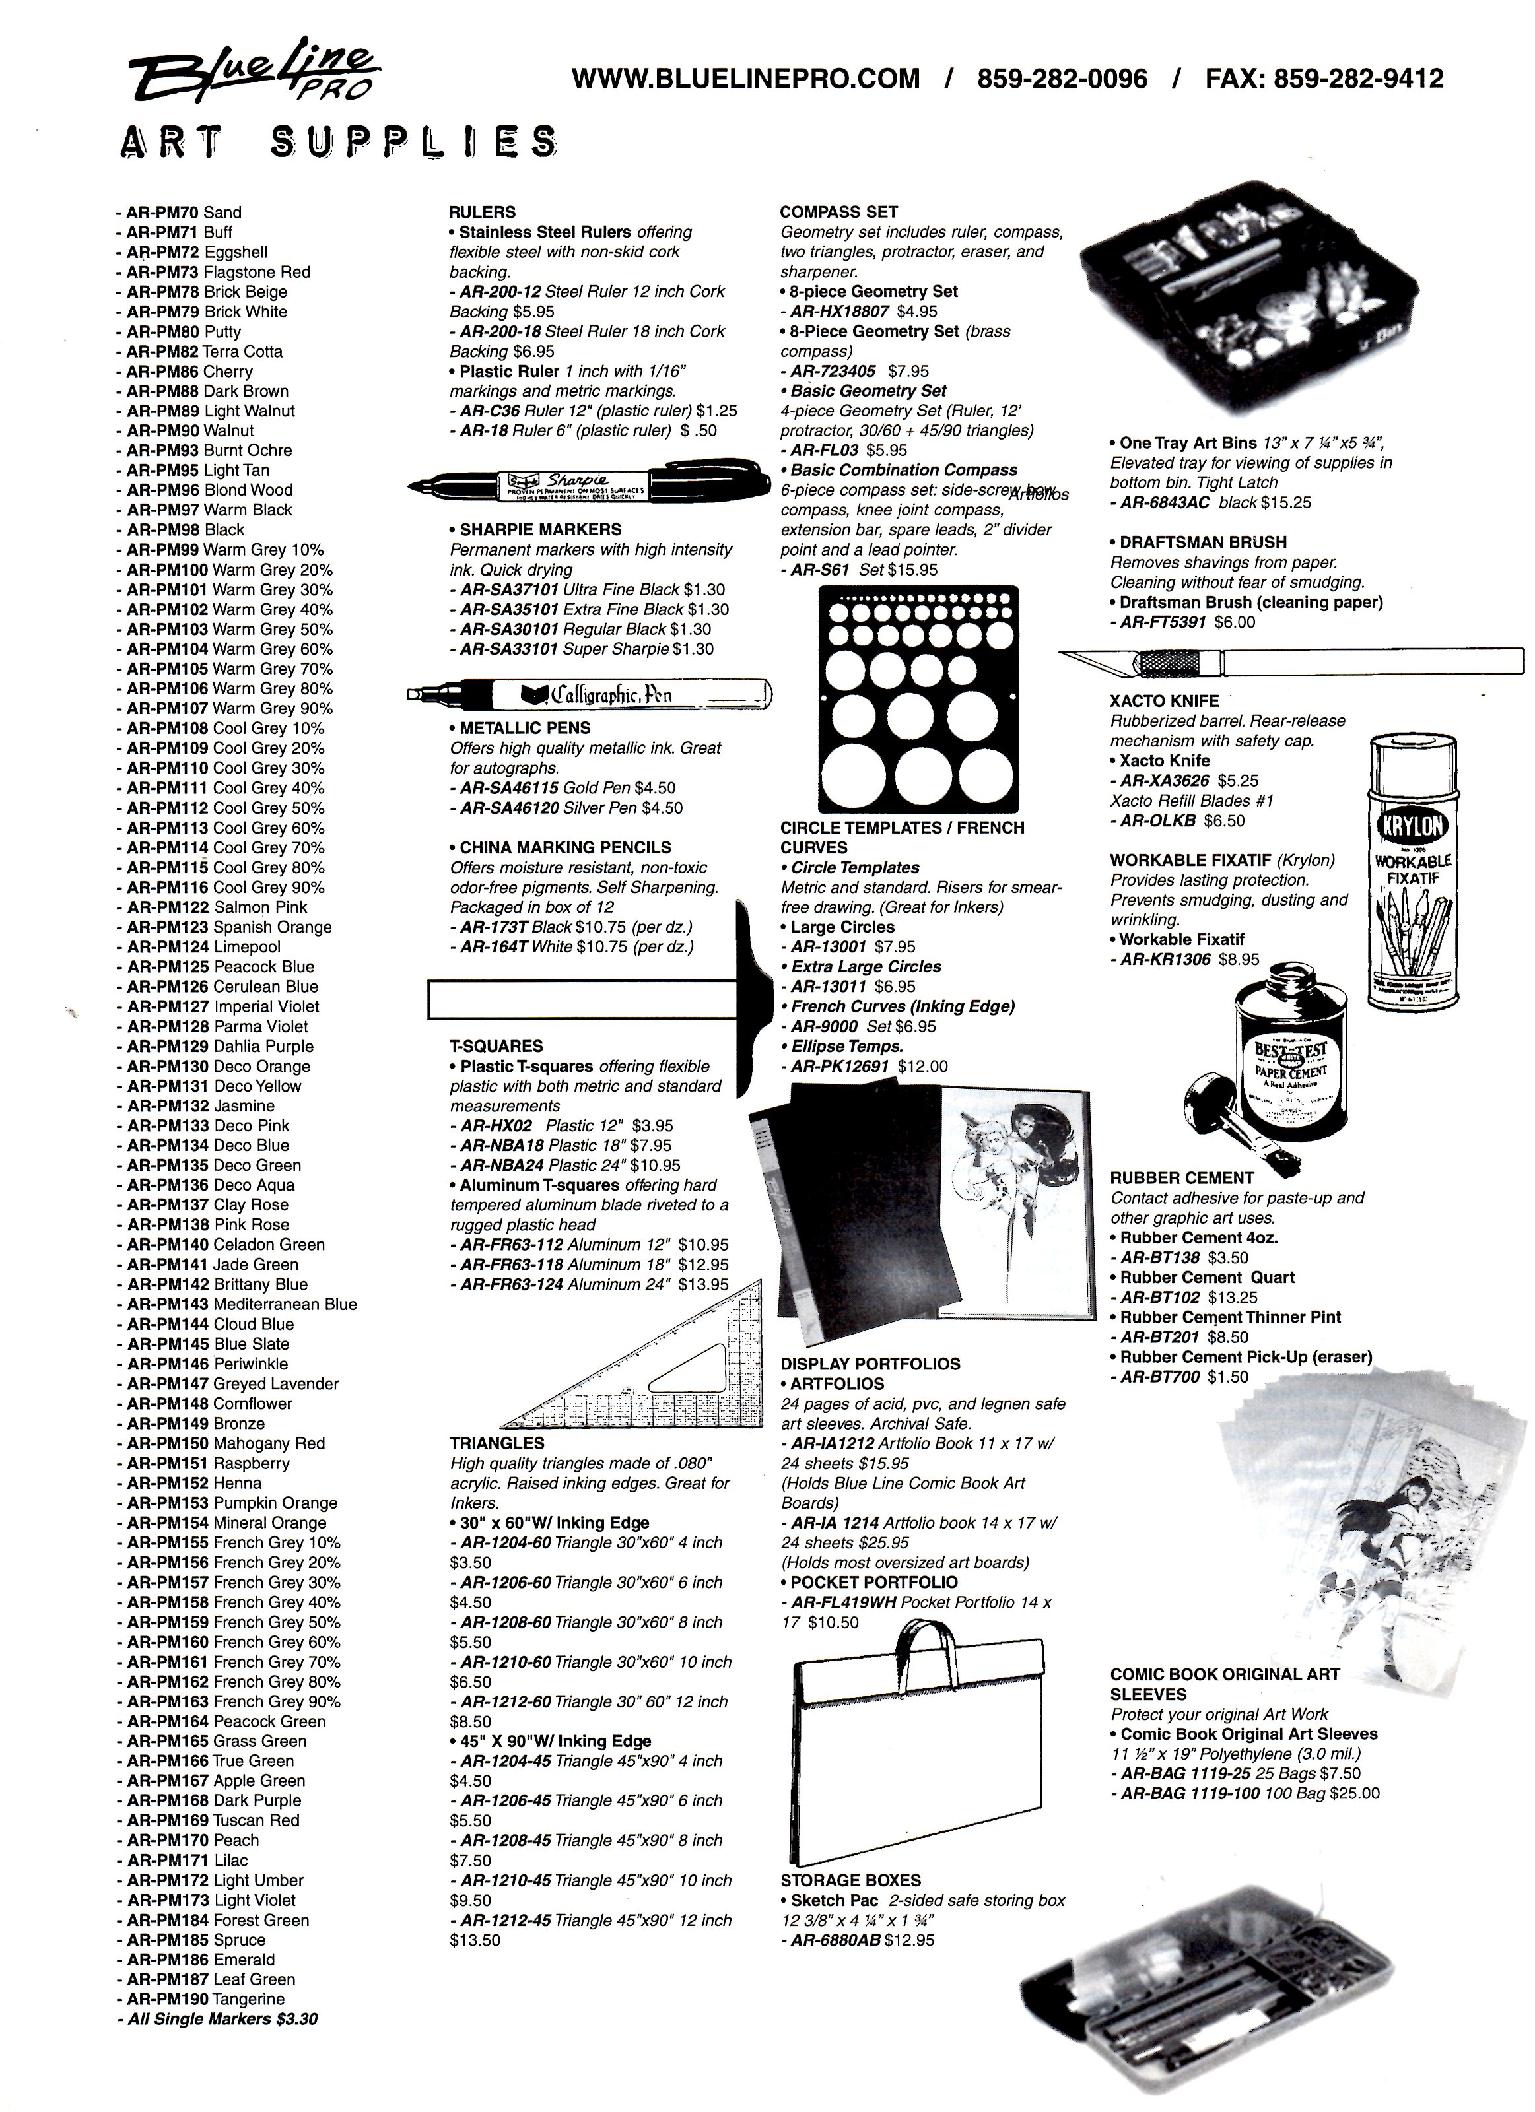 Blue Line
PRO
WWW.BLUELINEPRO.COM / 859-282-0096 / FAX: 859-282-9412
ART SUPPLIES
- AR-PM70 Sand
- AR-PM71 Buff
- AR-PM72 Eggshell
- AR-PM73 Flagstone Red
- AR-PM78 Brick Beige
- AR-PM79 Brick White
- AR-PM80 Putty
- AR-PM82 Terra Cotta
- AR-PM86 Cherry
- AR-PM88 Dark Brown
- AR-PM89 Light Walnut
- AR-PM90 Walnut
- AR-PM93 Burnt Ochre
- AR-PM95 Light Tan
- AR-PM96 Blond Wood
- AR-PM97 Warm Black
- AR-PM98 Black
- AR-PM99 Warm Grey 10%
- AR-PM100 Warm Grey 20%
- AR-PM101 Warm Grey 30%
- AR-PM102 Warm Grey 40%
- AR-PM103 Warm Grey 50%
- AR-PM104 Warm Grey 60%
- AR-PM105 Warm Grey 70%
- AR-PM106 Warm Grey 80%
- AR-PM107 Warm Grey 90%
- AR-PM108 Cool Grey 10%
- AR-PM109 Cool Grey 20%
- AR-PM110 Cool Grey 30%
- AR-PM111 Cool Grey 40%
- AR-PM112 Cool Grey 50%
- AR-PM113 Cool Grey 60%
- AR-PM114 Cool Grey 70%
- AR-PM115 Cool Grey 80%
- AR-PM116 Cool Grey 90%
- AR-PM122 Salmon Pink
- AR-PM123 Spanish Orange
- AR-PM124 Limepool
- AR-PM125 Peacock Blue
- AR-PM126 Cerulean Blue
- AR-PM127 Imperial Violet
- AR-PM128 Parma Violet
- AR-PM129 Dahlia Purple
- AR-PM130 Deco Orange
- AR-PM131 Deco Yellow
- AR-PM132 Jasmine
- AR-PM133 Deco Pink
- AR-PM134 Deco Blue
- AR-PM135 Deco Green
- AR-PM136 Deco Aqua
- AR-PM137 Clay Rose
- AR-PM138 Pink Rose
- AR-PM140 Celadon Green
- AR-PM141 Jade Green
- AR-PM142 Brittany Blue
- AR-PM143 Mediterranean Blue
- AR-PM144 Cloud Blue
- AR-PM145 Blue Slate
- AR-PM146 Periwinkle
- AR-PM147 Greyed Lavender
- AR-PM148 Cornflower
- AR-PM149 Bronze
- AR-PM150 Mahogany Red
- AR-PM151 Raspberry
- AR-PM152 Henna
- AR-PM153 Pumpkin Orange
- AR-PM154 Mineral Orange
- AR-PM155 French Grey 10%
- AR-PM156 French Grey 20%
- AR-PM157 French Grey 30%
- AR-PM158 French Grey 40%
- AR-PM159 French Grey 50%
- AR-PM160 French Grey 60%
- AR-PM161 French Grey 70%
- AR-PM162 French Grey 80%
- AR-PM163 French Grey 90%
- AR-PM164 Peacock Green
- AR-PM165 Grass Green
- AR-PM166 True Green
- AR-PM167 Apple Green
- AR-PM168 Dark Purple
- AR-PM169 Tuscan Red
- AR-PM170 Peach
- AR-PM171 Lilac
- AR-PM172 Light Umber
- AR-PM173 Light Violet
- AR-PM184 Forest Green
- AR-PM185 Spruce
- AR-PM186 Emerald
- AR-PM187 Leaf Green
- AR-PM190 Tangerine
- All Single Markers $3.30
RULERS
• Stainless Steel Rulers offering
flexible steel with non-skid cork
backing.
- AR-200-12 Steel Ruler 12 inch Cork
Backing $5.95
- AR-200-18 Steel Ruler 18 inch Cork
Backing $6.95
• Plastic Ruler 1 inch with 1/16"
markings and metric markings.
- AR-C36 Ruler 12" (plastic ruler) $1.25
- AR-18 Ruler 6" (plastic ruler) $ .50
Sharpie
PROVEN PERMANENT ON MOST SURFACES
• SHARPIE MARKERS
Permanent markers with high intensity
ink. Quick drying
- AR-SA37101 Ultra Fine Black $1.30
- AR-SA35101 Extra Fine Black $1.30
- AR-SA30101 Regular Black $1.30
- AR-SA33101 Super Sharpie $1.30
Calligraphic Pen
• METALLIC PENS
Offers high quality metallic ink. Great
for autographs.
- AR-SA46115 Gold Pen $4.50
- AR-SA46120 Silver Pen $4.50
• CHINA MARKING PENCILS
Offers moisture resistant, non-toxic
odor-free pigments. Self Sharpening.
Packaged in box of 12
- AR-173T Black $10.75 (per dz.)
- AR-164T White $10.75 (per dz.)
T-SQUARES
• Plastic T-squares offering flexible
plastic with both metric and standard
measurements
- AR-HX02 Plastic 12" $3.95
- AR-NBA18 Plastic 18" $7.95
- AR-NBA24 Plastic 24" $10.95
• Aluminum T-squares offering hard
tempered aluminum blade riveted to a
rugged plastic head
- AR-FR63-112 Aluminum 12" $10.95
- AR-FR63-118 Aluminum 18" $12.95
- AR-FR63-124 Aluminum 24" $13.95
TRIANGLES
High quality triangles made of .080"
acrylic. Raised inking edges. Great for
Inkers.
• 30" x 60"W/ Inking Edge
- AR-1204-60 Triangle 30"x60" 4 inch
$3.50
- AR-1206-60 Triangle 30"x60" 6 inch
$4.50
- AR-1208-60 Triangle 30"x60" 8 inch
$5.50
- AR-1210-60 Triangle 30"x60" 10 inch
$6.50
- AR-1212-60 Triangle 30" 60" 12 inch
$8.50
• 45" X 90"W/ Inking Edge
- AR-1204-45 Triangle 45"x90" 4 inch
$4.50
- AR-1206-45 Triangle 45"x90" 6 inch
$5.50
- AR-1208-45 Triangle 45"x90" 8 inch
$7.50
- AR-1210-45 Triangle 45"x90" 10 inch
$9.50
- AR-1212-45 Triangle 45"x90" 12 inch
$13.50
COMPASS SET
Geometry set includes ruler, compass,
two triangles, protractor, eraser, and
sharpener.
• 8-piece Geometry Set
- AR-HX18807 $4.95
• 8-Piece Geometry Set (brass
compass)
- AR-723405 $7.95
• Basic Geometry Set
4-piece Geometry Set (Ruler, 12'
protractor, 30/60 + 45/90 triangles)
- AR-FL03 $5.95
• Basic Combination Compass
6-piece compass set: side-screw bow
Artfolios
compass, knee joint compass,
extension bar, spare leads, 2" divider
point and a lead pointer.
- AR-S61 Set $15.95
CIRCLE TEMPLATES / FRENCH
CURVES
• Circle Templates
Metric and standard. Risers for smear-
free drawing. (Great for Inkers)
• Large Circles
- AR-13001 $7.95
• Extra Large Circles
- AR-13011 $6.95
• French Curves (Inking Edge)
- AR-9000 Set $6.95
• Ellipse Temps.
- AR-PK12691 $12.00
DISPLAY PORTFOLIOS
• ARTFOLIOS
24 pages of acid, pvc, and legnen safe
art sleeves. Archival Safe.
- AR-IA1212 Artfolio Book 11 x 17 w/
24 sheets $15.95
(Holds Blue Line Comic Book Art
Boards)
- AR-IA 1214 Artfolio book 14 x 17 w/
24 sheets $25.95
(Holds most oversized art boards)
• POCKET PORTFOLIO
- AR-FL419WH Pocket Portfolio 14 x
17 $10.50
STORAGE BOXES
• Sketch Pac 2-sided safe storing box
12 3/8" x 4 ¼" x 1 ¾"
- AR-6880AB $12.95
• One Tray Art Bins 13" x 7 ¼"x5 ¾",
Elevated tray for viewing of supplies in
bottom bin. Tight Latch
- AR-6843AC black $15.25
• DRAFTSMAN BRUSH
Removes shavings from paper.
Cleaning without fear of smudging.
• Draftsman Brush (cleaning paper)
- AR-FT5391 $6.00
XACTO KNIFE
Rubberized barrel. Rear-release
mechanism with safety cap.
• Xacto Knife
- AR-XA3626 $5.25
Xacto Refill Blades #1
- AR-OLKB $6.50
KRYLON
WORKABLE
FIXATIF
WORKABLE FIXATIF (Krylon)
Provides lasting protection.
Prevents smudging, dusting and
wrinkling.
• Workable Fixatif
- AR-KR1306 $8.95
BEST-TEST
PAPER CEMENT
A Real Adhesive
RUBBER CEMENT
Contact adhesive for paste-up and
other graphic art uses.
• Rubber Cement 4oz.
- AR-BT138 $3.50
• Rubber Cement Quart
- AR-BT102 $13.25
• Rubber Cement Thinner Pint
- AR-BT201 $8.50
• Rubber Cement Pick-Up (eraser)
- AR-BT700 $1.50
COMIC BOOK ORIGINAL ART
SLEEVES
Protect your original Art Work
• Comic Book Original Art Sleeves
11 ½" x 19" Polyethylene (3.0 mil.)
- AR-BAG 1119-25 25 Bags $7.50
- AR-BAG 1119-100 100 Bag $25.00